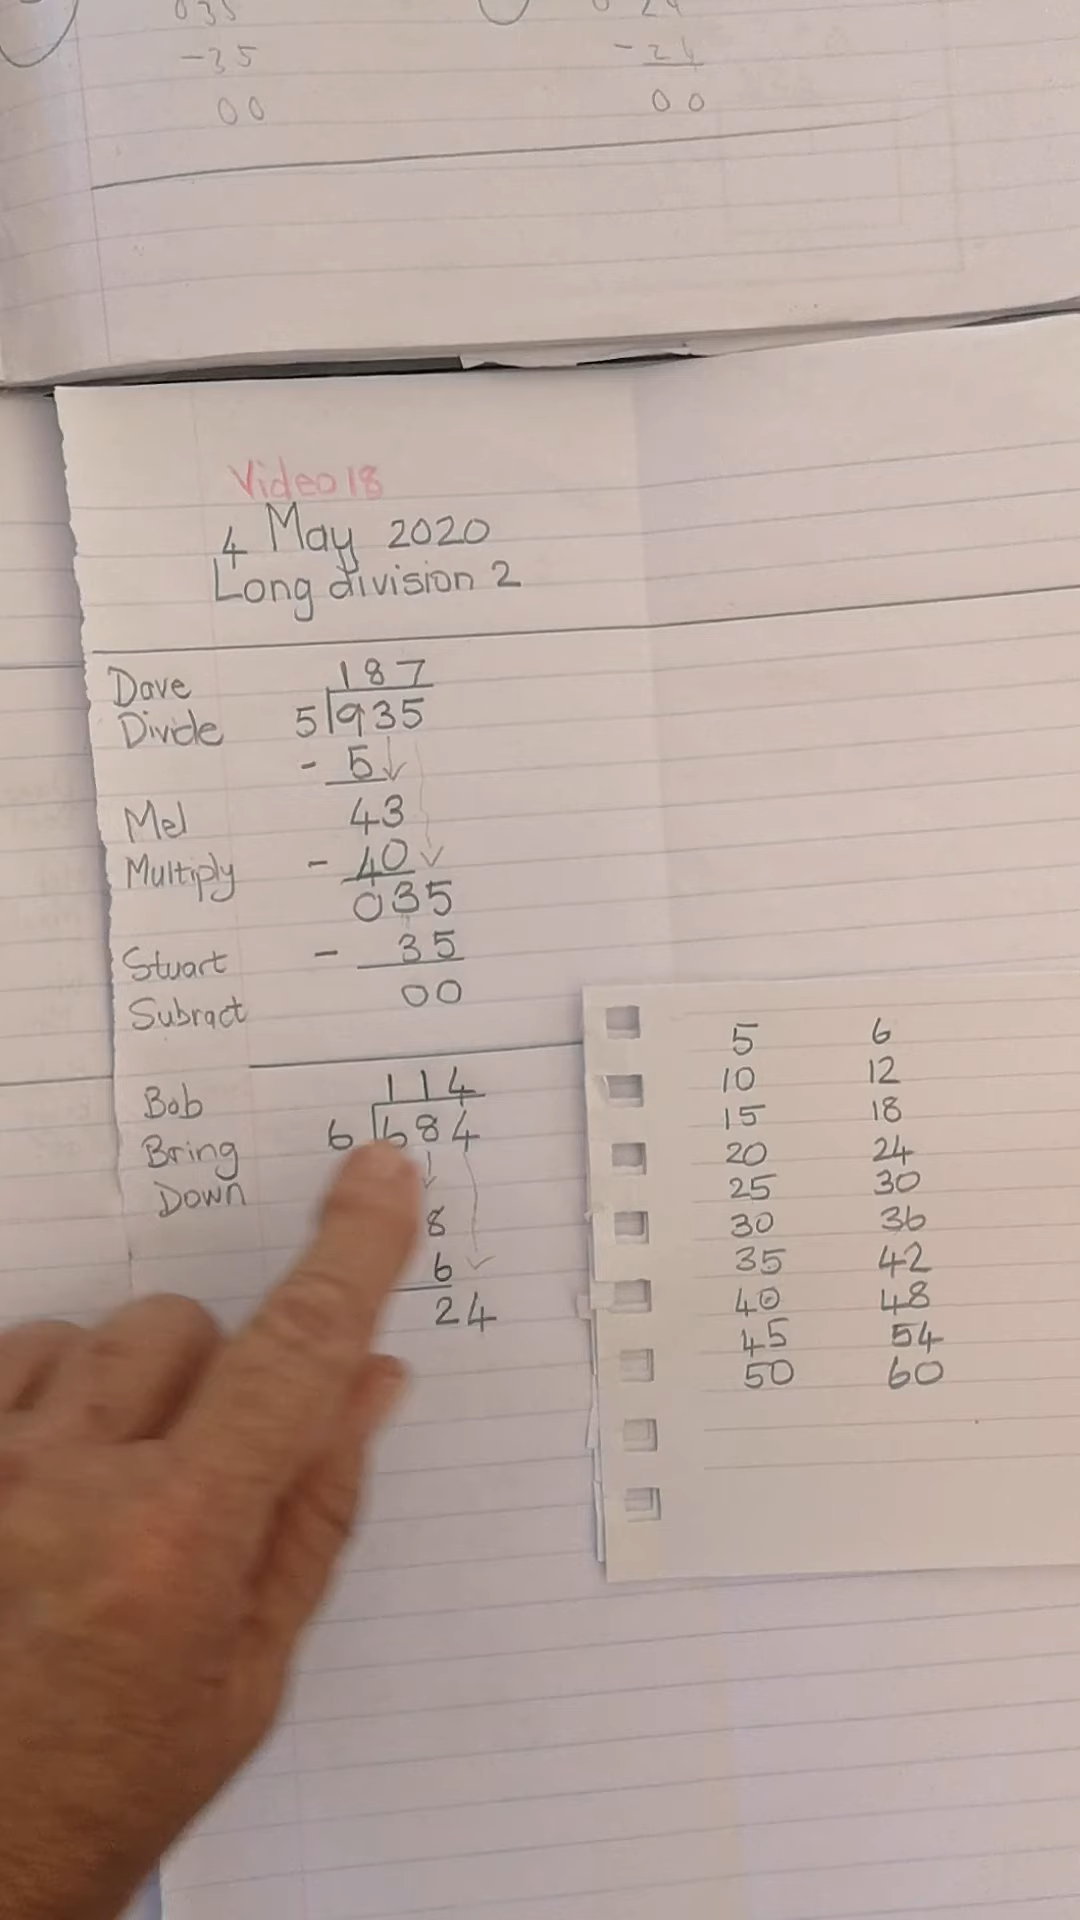 035
24
-35
-24
00
00
Video 18
4 May 2020
Long division 2
Dave
187
Divide
5 935
- 5
Mel
43
Multiply
- 40
035
Stuart
- 35
Subract
00
Bob
114
Bring
6 684
Down
8
6
24
5 6
10 12
15 18
20 24
25 30
30 36
35 42
40 48
45 54
50 60